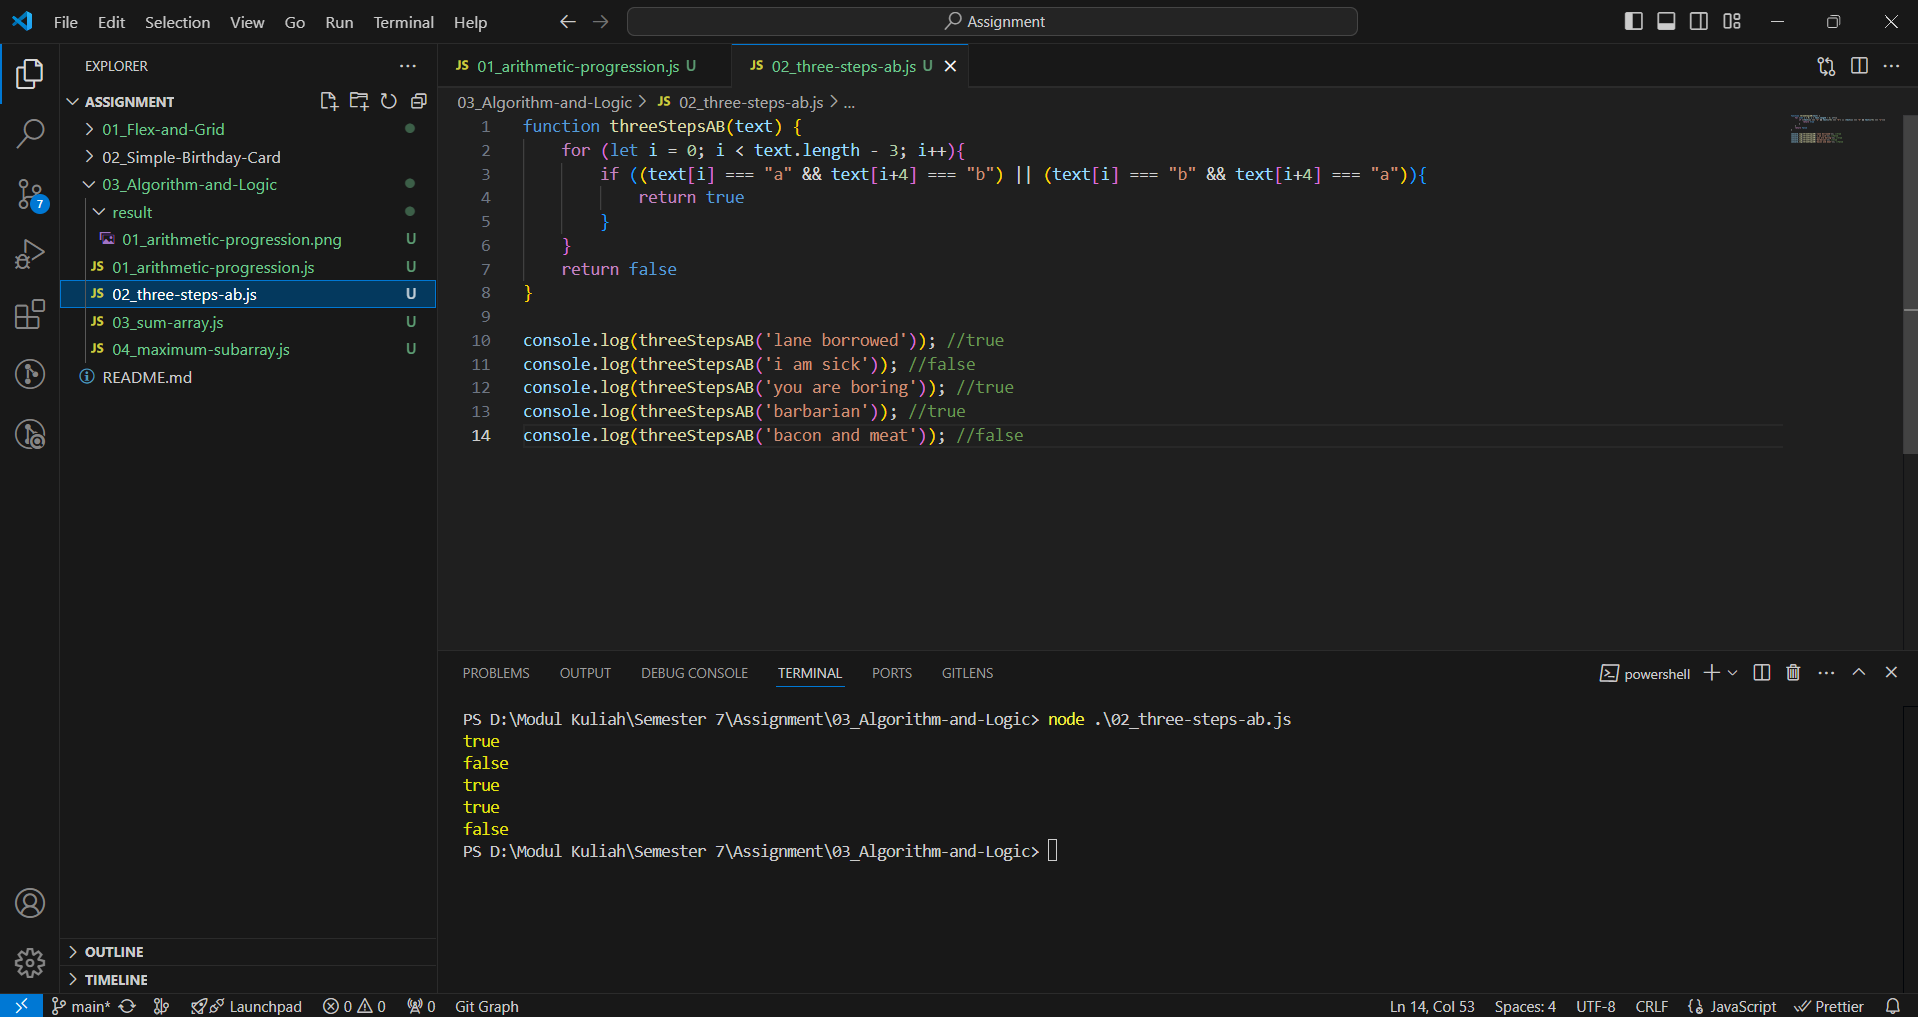 File Edit Selection View Go Run Terminal Help
Assignment
EXPLORER
ASSIGNMENT
01_Flex-and-Grid
02_Simple-Birthday-Card
03_Algorithm-and-Logic
result
01_arithmetic-progression.png U
JS 01_arithmetic-progression.js U
JS 02_three-steps-ab.js U
JS 03_sum-array.js U
JS 04_maximum-subarray.js U
README.md
7
OUTLINE
TIMELINE
JS 01_arithmetic-progression.js U
JS 02_three-steps-ab.js U
03_Algorithm-and-Logic > JS 02_three-steps-ab.js > ...
1 function threeStepsAB(text) {
2 for (let i = 0; i < text.length - 3; i++){
3 if ((text[i] === "a" && text[i+4] === "b") || (text[i] === "b" && text[i+4] === "a")){
4 return true
5 }
6 }
7 return false
8 }
9
10 console.log(threeStepsAB('lane borrowed')); //true
11 console.log(threeStepsAB('i am sick')); //false
12 console.log(threeStepsAB('you are boring')); //true
13 console.log(threeStepsAB('barbarian')); //true
14 console.log(threeStepsAB('bacon and meat')); //false
PROBLEMS OUTPUT DEBUG CONSOLE TERMINAL PORTS GITLENS
powershell
PS D:\Modul Kuliah\Semester 7\Assignment\03_Algorithm-and-Logic> node .\02_three-steps-ab.js
true
false
true
true
false
PS D:\Modul Kuliah\Semester 7\Assignment\03_Algorithm-and-Logic>
main* Launchpad 0 0 0 Git Graph
Ln 14, Col 53 Spaces: 4 UTF-8 CRLF JavaScript Prettier